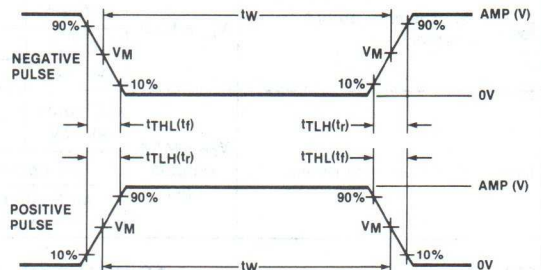 tW
AMP (V)
90%
90%
NEGATIVE
PULSE
VM
VM
10%
10%
0V
tTHL(tf)
tTLH(tr)
tTLH(tr)
tTHL(tf)
90%
90%
AMP (V)
POSITIVE
PULSE
VM
VM
10%
10%
0V
tW